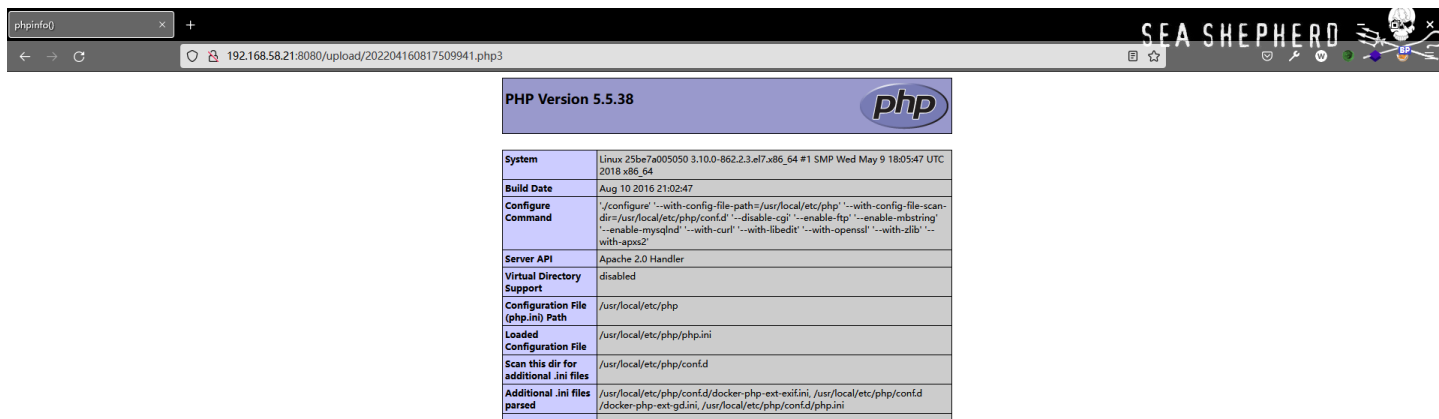 phpinfo()
SEA SHEPHERD
192.168.58.21:8080/upload/202204160817509941.php3
BP
W
PHP Version 5.5.38
php
System
Linux 25be7a005050 3.10.0-862.2.3.el7.x86_64 #1 SMP Wed May 9 18:05:47 UTC
2018 x86_64
Build Date
Aug 10 2016 21:02:47
Configure
Command
'./configure' '--with-config-file-path=/usr/local/etc/php' '--with-config-file-scan-
dir=/usr/local/etc/php/conf.d' '--disable-cgi' '--enable-ftp' '--enable-mbstring'
'--enable-mysqlnd' '--with-curl' '--with-libedit' '--with-openssl' '--with-zlib' '--
with-apxs2'
Server API
Apache 2.0 Handler
Virtual Directory
Support
disabled
Configuration File
(php.ini) Path
/usr/local/etc/php
Loaded
Configuration File
/usr/local/etc/php/php.ini
Scan this dir for
additional .ini files
/usr/local/etc/php/conf.d
Additional .ini files
parsed
/usr/local/etc/php/conf.d/docker-php-ext-exif.ini, /usr/local/etc/php/conf.d
/docker-php-ext-gd.ini, /usr/local/etc/php/conf.d/php.ini